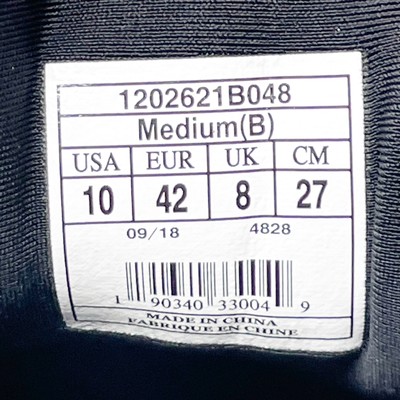 1202621B048
Medium(B)
USA EUR UK CM
10 42 8 27
09/18 4828
1 90340 33004 9
MADE IN CHINA
FABRIQUE EN CHINE